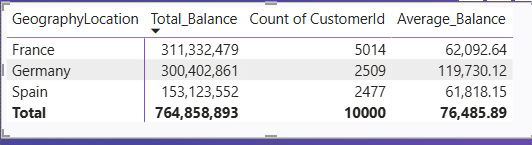 GeographyLocation Total_Balance Count of CustomerId Average_Balance
France 311,332,479 5014 62,092.64
Germany 300,402,861 2509 119,730.12
Spain 153,123,552 2477 61,818.15
Total 764,858,893 10000 76,485.89